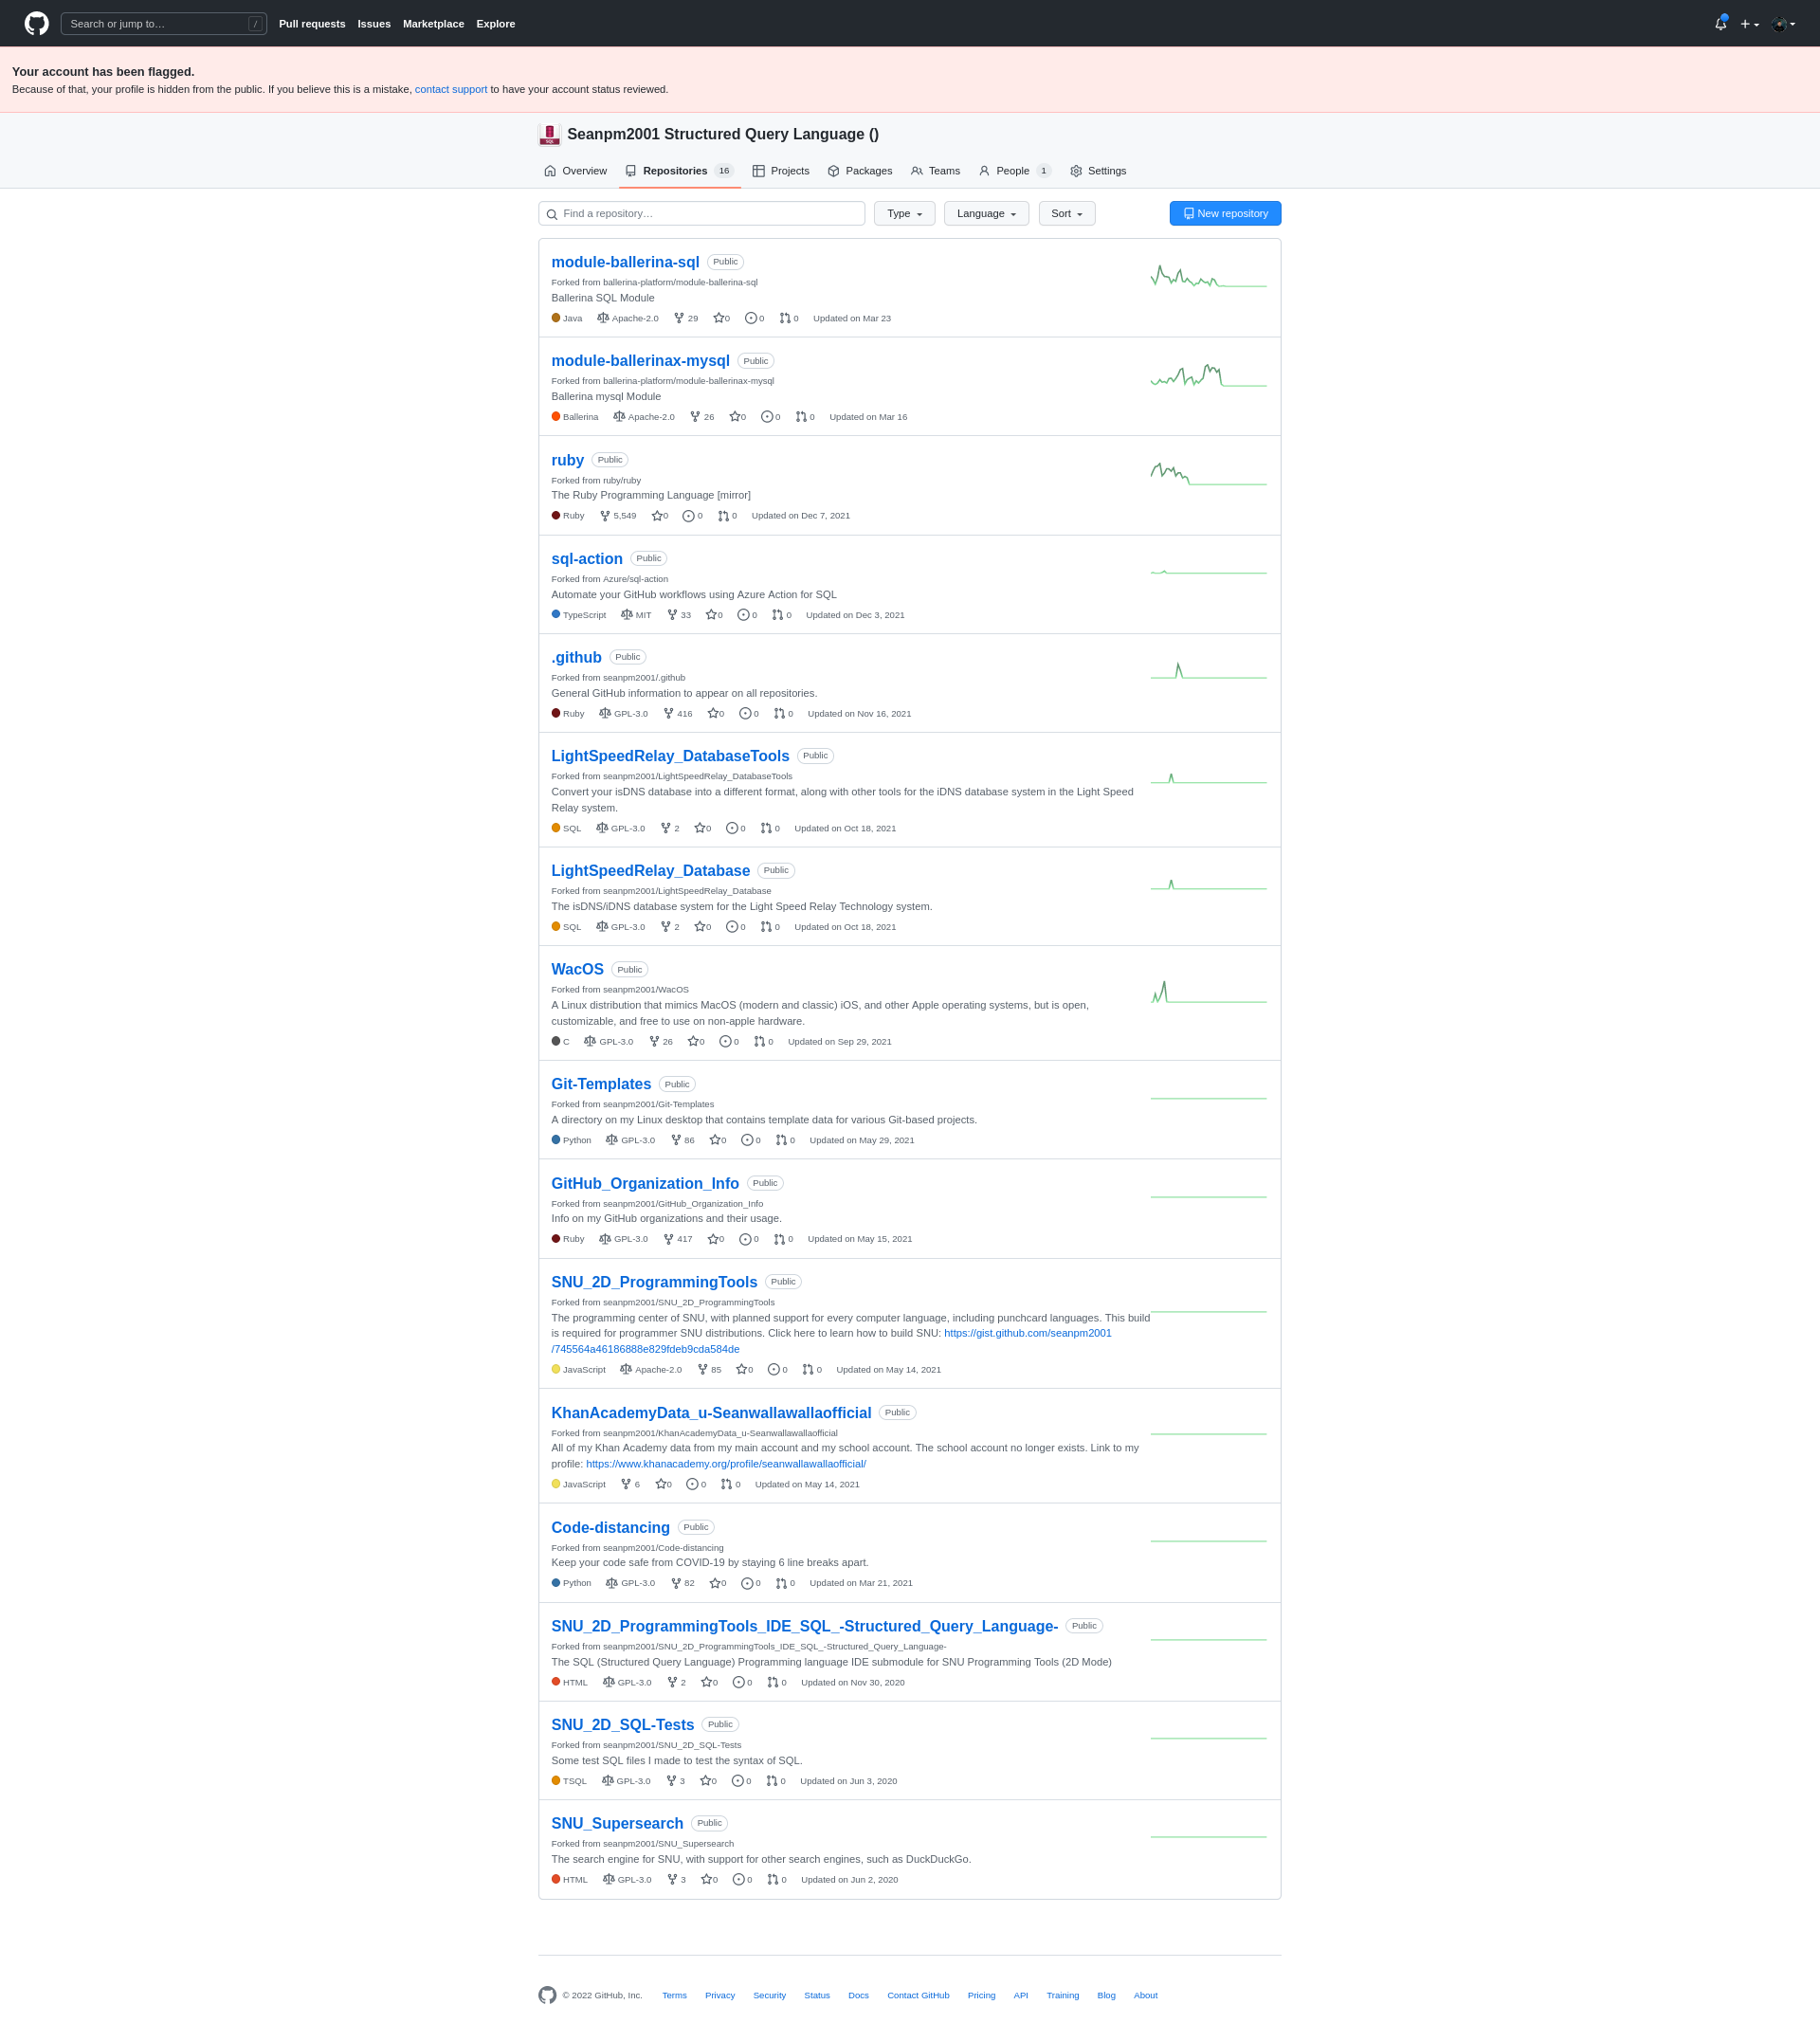 Search or jump to… /
Pull requests Issues Marketplace Explore
Your account has been flagged.
Because of that, your profile is hidden from the public. If you believe this is a mistake, contact support to have your account status reviewed.
SQL
Seanpm2001 Structured Query Language ()
Overview Repositories 16 Projects Packages Teams People 1 Settings
Find a repository… Type Language Sort New repository
module-ballerina-sql Public
Forked from ballerina-platform/module-ballerina-sql
Ballerina SQL Module
Java Apache-2.0 29 0 0 0 Updated on Mar 23
module-ballerinax-mysql Public
Forked from ballerina-platform/module-ballerinax-mysql
Ballerina mysql Module
Ballerina Apache-2.0 26 0 0 0 Updated on Mar 16
ruby Public
Forked from ruby/ruby
The Ruby Programming Language [mirror]
Ruby 5,549 0 0 0 Updated on Dec 7, 2021
sql-action Public
Forked from Azure/sql-action
Automate your GitHub workflows using Azure Action for SQL
TypeScript MIT 33 0 0 0 Updated on Dec 3, 2021
.github Public
Forked from seanpm2001/.github
General GitHub information to appear on all repositories.
Ruby GPL-3.0 416 0 0 0 Updated on Nov 16, 2021
LightSpeedRelay_DatabaseTools Public
Forked from seanpm2001/LightSpeedRelay_DatabaseTools
Convert your isDNS database into a different format, along with other tools for the iDNS database system in the Light Speed
Relay system.
SQL GPL-3.0 2 0 0 0 Updated on Oct 18, 2021
LightSpeedRelay_Database Public
Forked from seanpm2001/LightSpeedRelay_Database
The isDNS/iDNS database system for the Light Speed Relay Technology system.
SQL GPL-3.0 2 0 0 0 Updated on Oct 18, 2021
WacOS Public
Forked from seanpm2001/WacOS
A Linux distribution that mimics MacOS (modern and classic) iOS, and other Apple operating systems, but is open,
customizable, and free to use on non-apple hardware.
C GPL-3.0 26 0 0 0 Updated on Sep 29, 2021
Git-Templates Public
Forked from seanpm2001/Git-Templates
A directory on my Linux desktop that contains template data for various Git-based projects.
Python GPL-3.0 86 0 0 0 Updated on May 29, 2021
GitHub_Organization_Info Public
Forked from seanpm2001/GitHub_Organization_Info
Info on my GitHub organizations and their usage.
Ruby GPL-3.0 417 0 0 0 Updated on May 15, 2021
SNU_2D_ProgrammingTools Public
Forked from seanpm2001/SNU_2D_ProgrammingTools
The programming center of SNU, with planned support for every computer language, including punchcard languages. This build
is required for programmer SNU distributions. Click here to learn how to build SNU: https://gist.github.com/seanpm2001
/745564a46186888e829fdeb9cda584de
JavaScript Apache-2.0 85 0 0 0 Updated on May 14, 2021
KhanAcademyData_u-Seanwallawallaofficial Public
Forked from seanpm2001/KhanAcademyData_u-Seanwallawallaofficial
All of my Khan Academy data from my main account and my school account. The school account no longer exists. Link to my
profile: https://www.khanacademy.org/profile/seanwallawallaofficial/
JavaScript 6 0 0 0 Updated on May 14, 2021
Code-distancing Public
Forked from seanpm2001/Code-distancing
Keep your code safe from COVID-19 by staying 6 line breaks apart.
Python GPL-3.0 82 0 0 0 Updated on Mar 21, 2021
SNU_2D_ProgrammingTools_IDE_SQL_-Structured_Query_Language- Public
Forked from seanpm2001/SNU_2D_ProgrammingTools_IDE_SQL_-Structured_Query_Language-
The SQL (Structured Query Language) Programming language IDE submodule for SNU Programming Tools (2D Mode)
HTML GPL-3.0 2 0 0 0 Updated on Nov 30, 2020
SNU_2D_SQL-Tests Public
Forked from seanpm2001/SNU_2D_SQL-Tests
Some test SQL files I made to test the syntax of SQL.
TSQL GPL-3.0 3 0 0 0 Updated on Jun 3, 2020
SNU_Supersearch Public
Forked from seanpm2001/SNU_Supersearch
The search engine for SNU, with support for other search engines, such as DuckDuckGo.
HTML GPL-3.0 3 0 0 0 Updated on Jun 2, 2020
© 2022 GitHub, Inc. Terms Privacy Security Status Docs Contact GitHub Pricing API Training Blog About